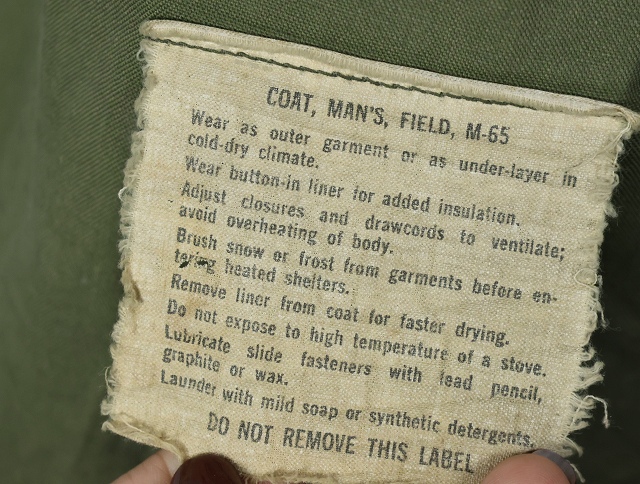 COAT, MAN'S, FIELD, M-65
Wear as outer garment or as under-layer in
cold-dry climate.
Wear button-in liner for added insulation.
Adjust closures and drawcords to ventilate;
avoid overheating of body.
Brush snow or frost from garments before en-
tering heated shelters.
Remove liner from coat for faster drying.
Do not expose to high temperature of a stove.
Lubricate slide fasteners with lead pencil,
graphite or wax.
Launder with mild soap or synthetic detergents.
DO NOT REMOVE THIS LABEL